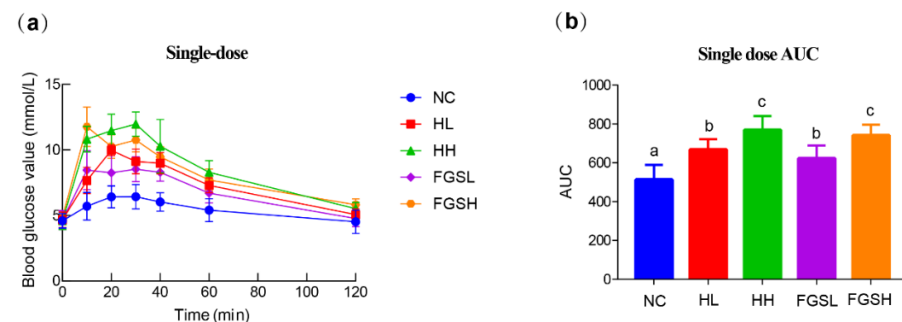 (a)
Single-dose
Blood glucose value (mmol/L)
15
10
5
0
0 20 40 60 80 100 120
Time (min)
NC
HL
HH
FGSL
FGSH
(b)
Single dose AUC
AUC
1000
800
600
400
200
0
a b c b c
NC HL HH FGSL FGSH